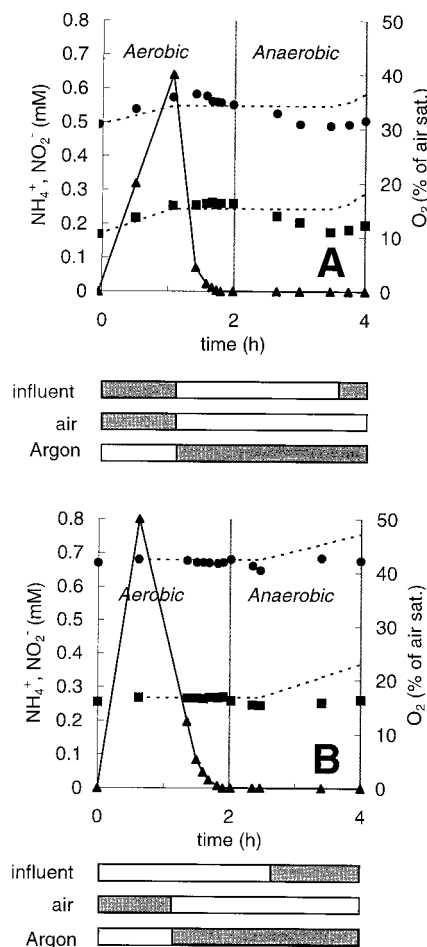 Aerobic Anaerobic
NH₄⁺, NO₂⁻ (mM)
0.8
0.7
0.6
0.5
0.4
0.3
0.2
0.1
0
50
40
30
20
10
0
O₂ (% of air sat.)
A
0 1 2 3 4
time (h)
influent
air
Argon
Aerobic Anaerobic
NH₄⁺, NO₂⁻ (mM)
0.8
0.7
0.6
0.5
0.4
0.3
0.2
0.1
0
50
40
30
20
10
0
O₂ (% of air sat.)
B
0 1 2 3 4
time (h)
influent
air
Argon